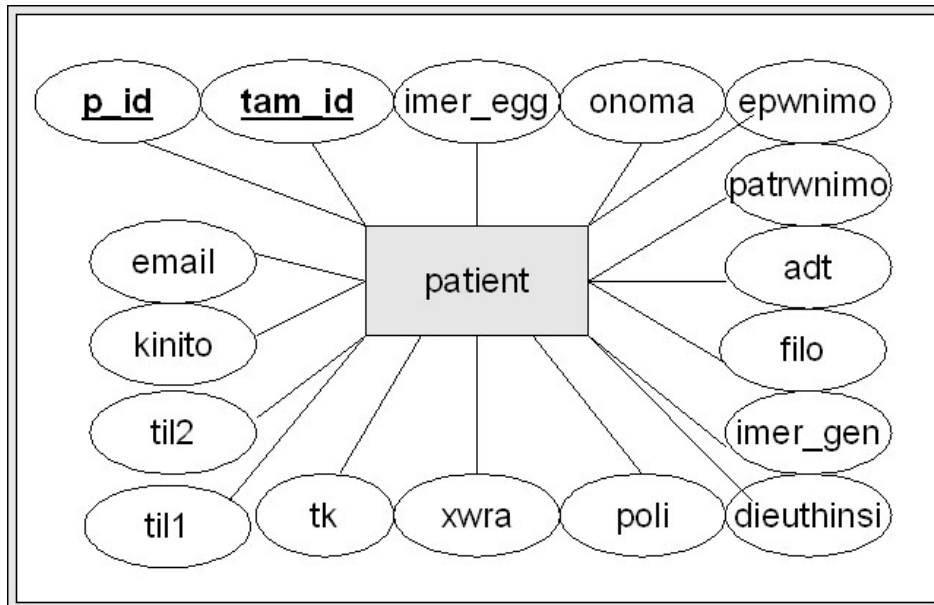 p_id tam_id imer_egg onoma epwnimo
patrwnimo
email patient adt
kinito filo
til2 imer_gen
til1 tk xwra poli dieuthinsi